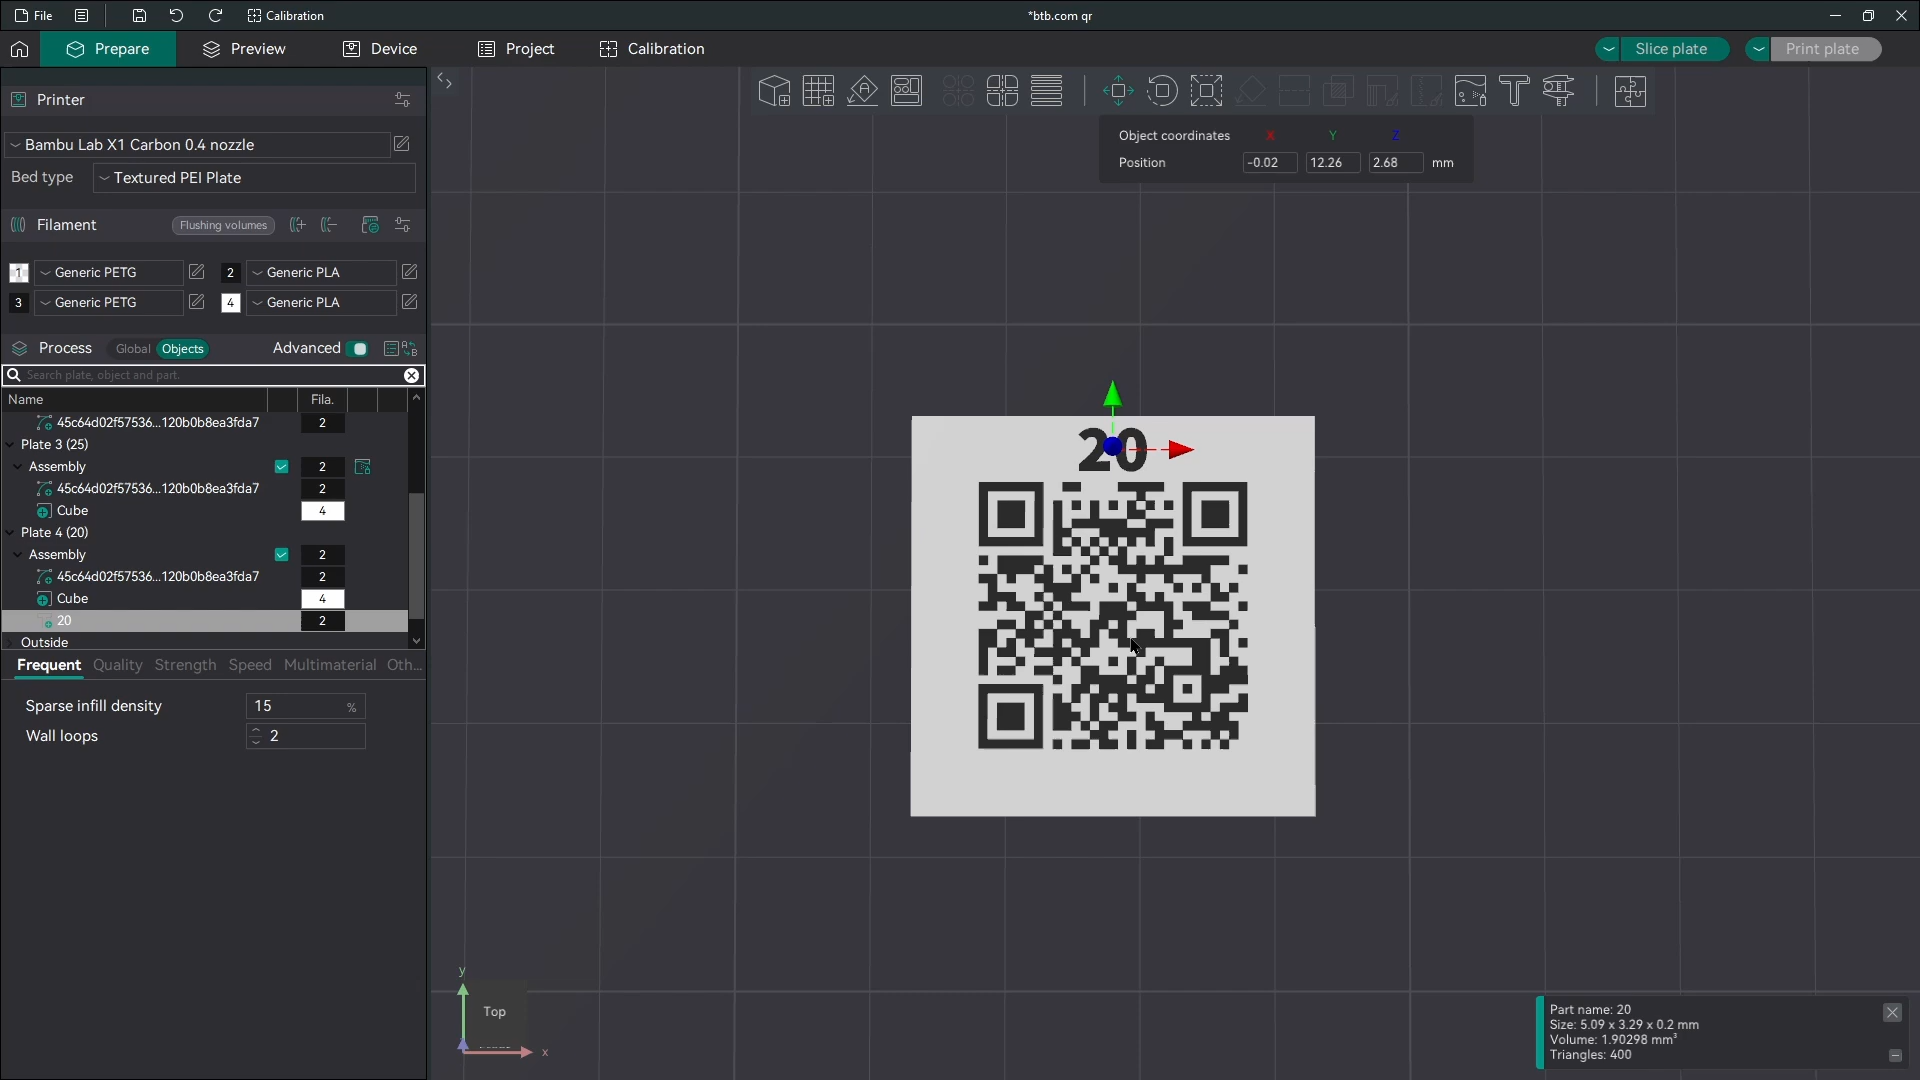 File
Calibration
*btb.com qr
Prepare
Preview
Device
Project
Calibration
Slice plate
Print plate
Printer
Bambu Lab X1 Carbon 0.4 nozzle
Bed type
Textured PEI Plate
Filament
Flushing volumes
1
Generic PETG
2
Generic PLA
3
Generic PETG
4
Generic PLA
Process
Global
Objects
Advanced
Search plate, object and part.
Name
Fila.
45c64d02f57536...120b0b8ea3fda7
2
Plate 3 (25)
Assembly
2
45c64d02f57536...120b0b8ea3fda7
2
Cube
4
Plate 4 (20)
Assembly
2
45c64d02f57536...120b0b8ea3fda7
2
Cube
4
20
2
Outside
Frequent
Quality
Strength
Speed
Multimaterial
Oth...
Sparse infill density
15
%
Wall loops
2
Object coordinates
X
Y
Z
Position
-0.02
12.26
2.68
mm
20
y
Top
x
Part name: 20
Size: 5.09 x 3.29 x 0.2 mm
Volume: 1.90298 mm³
Triangles: 400